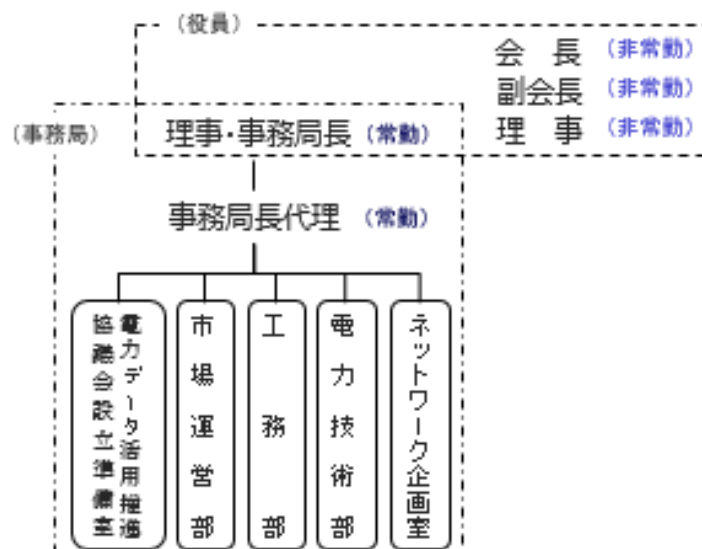 (役員)
会長 (非常勤)
副会長 (非常勤)
理事 (非常勤)
(事務局)
理事・事務局長 (常勤)
事務局長代理 (常勤)
電力データ活用推進
協議会設立準備室
市場運営部
工務部
電力技術部
ネットワーク企画室